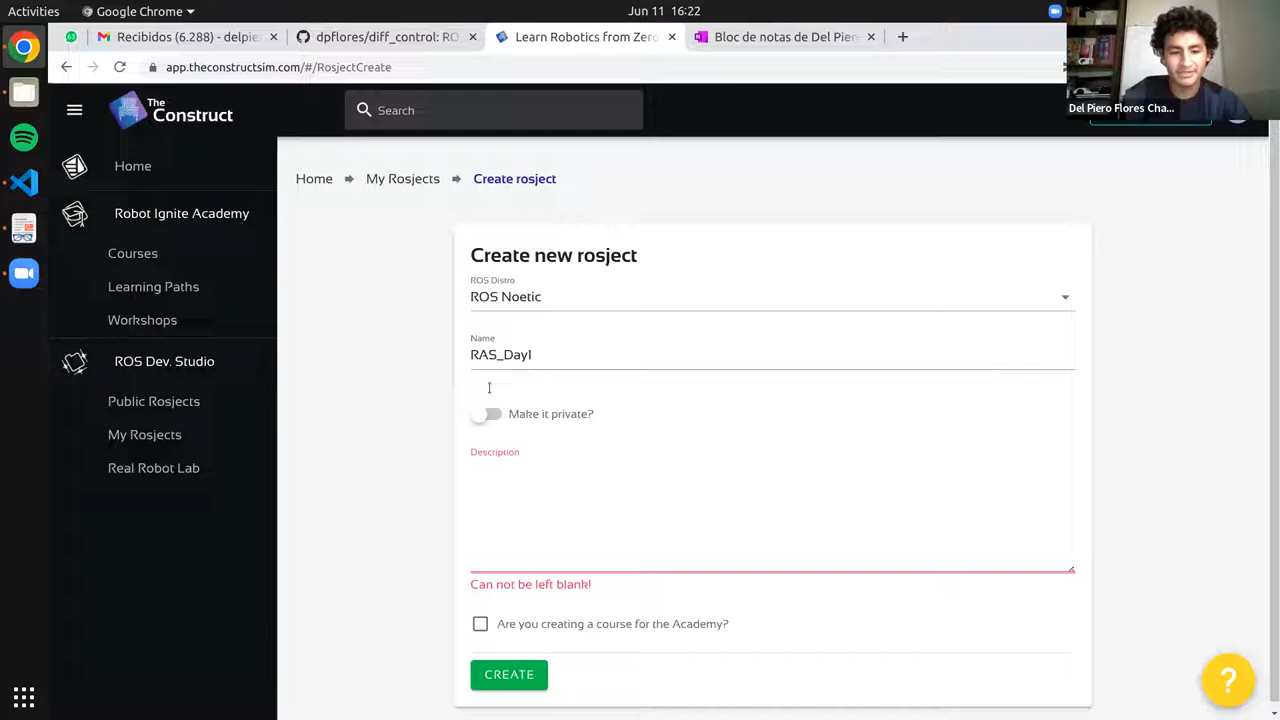 Activities
Google Chrome
Jun 11 16:22
63
Recibidos (6.288) - delpie
dpflores/diff_control: RO
Learn Robotics from Zero
Bloc de notas de Del Pier
app.theconstructsim.com/#/RosjectCreate
Del Piero Flores Cha...
The Construct
Search
Home
Robot Ignite Academy
Courses
Learning Paths
Workshops
ROS Dev. Studio
Public Rosjects
My Rosjects
Real Robot Lab
Home
My Rosjects
Create rosject
Create new rosject
ROS Distro
ROS Noetic
Name
RAS_Day1
Make it private?
Description
Can not be left blank!
Are you creating a course for the Academy?
CREATE
?